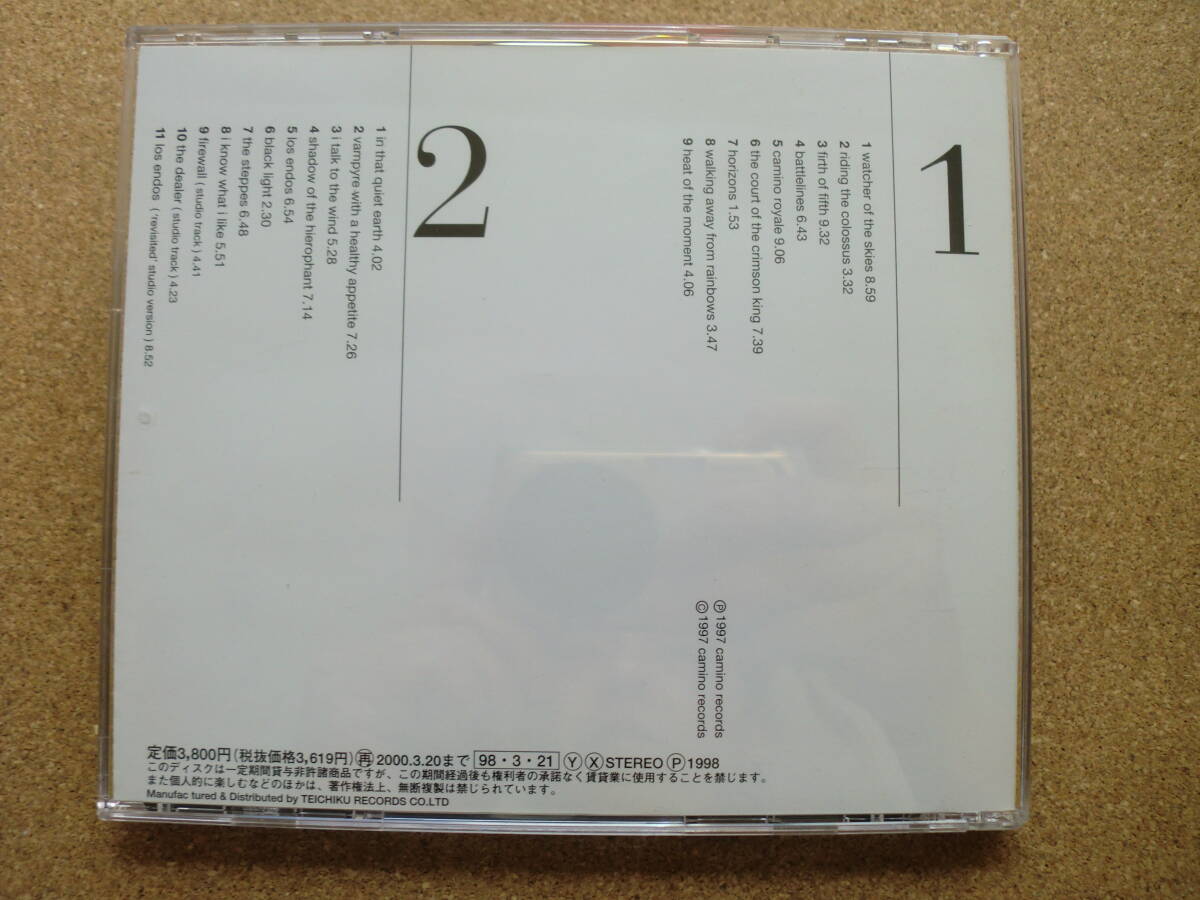 1
1 watcher of the skies 8.59
2 riding the colossus 3.32
3 firth of fifth 9.32
4 battlelines 6.43
5 camino royale 9.06
6 the court of the crimson king 7.39
7 horizons 1.53
8 walking away from rainbows 3.47
9 heat of the moment 4.06
2
1 in that quiet earth 4.02
2 vampyre with a healthy appetite 7.26
3 i talk to the wind 5.28
4 shadow of the hierophant 7.14
5 los endos 6.54
6 black light 2.30
7 the steppes 6.48
8 i know what i like 5.51
9 firewall ( studio track ) 4.41
10 the dealer ( studio track ) 4.23
11 los endos ( 'revisited' studio version ) 8.52
Ⓟ1997 camino records
©1997 camino records
定価3,800円(税抜価格3,619円)㊢2000.3.20まで 98・3・21 ⓎⓍSTEREO Ⓟ1998
このディスクは一定期間貸与非許諸商品ですが、この期間経過後も権利者の承諾なく賃貸業に使用することを禁じます。
また個人的に楽しむなどのほかは、著作権法上、無断複製は禁じられています。
Manufac tured & Distributed by TEICHIKU RECORDS CO.LTD